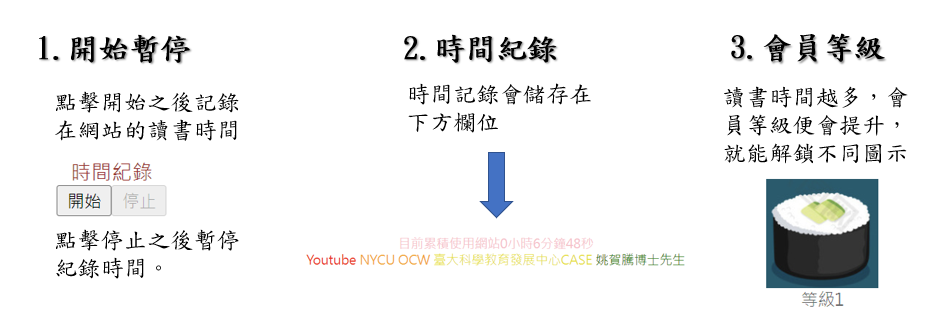 1.開始暫停
點擊開始之後記錄
在網站的讀書時間
時間紀錄
開始 停止
點擊停止之後暫停
紀錄時間。
2.時間紀錄
時間記錄會儲存在
下方欄位
目前累積使用網站0小時6分鐘48秒
Youtube NYCU OCW 臺大科學教育發展中心CASE 姚賀騰博士先生
3.會員等級
讀書時間越多，會
員等級便會提升，
就能解鎖不同圖示
等級1